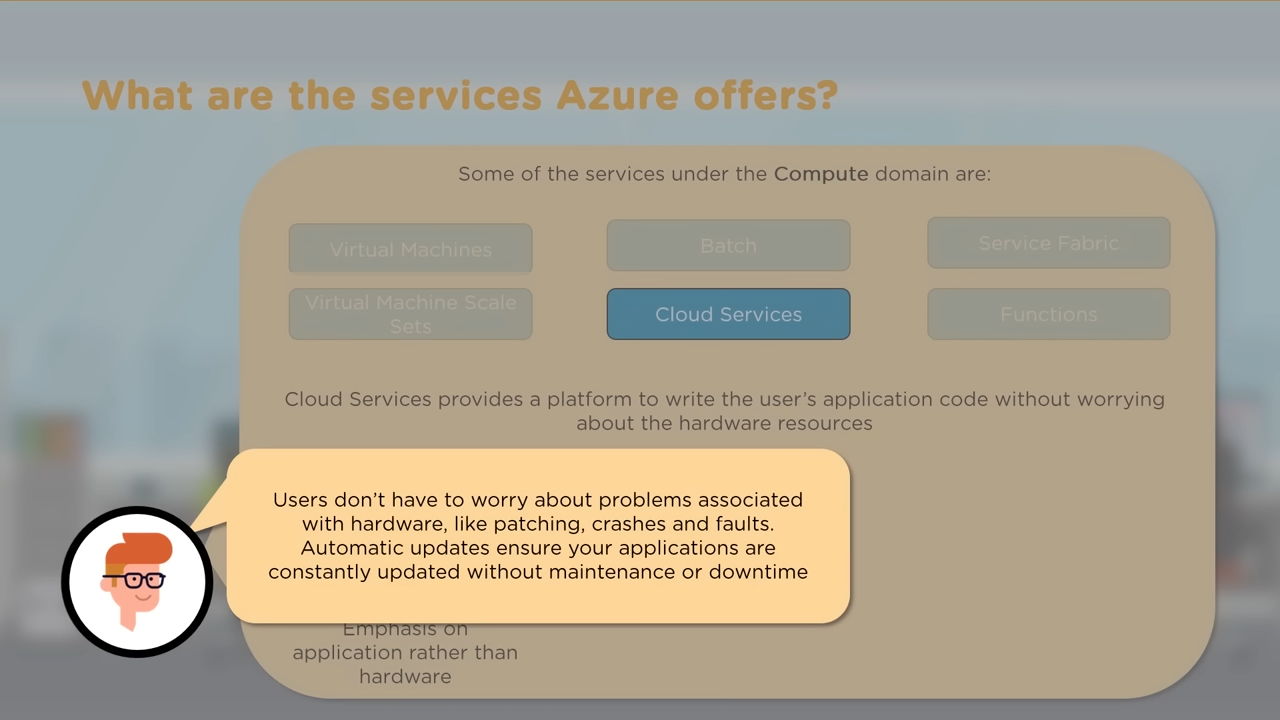 What are the services Azure offers?
Some of the services under the Compute domain are:
Virtual Machines
Batch
Service Fabric
Virtual Machine Scale
Sets
Cloud Services
Functions
Cloud Services provides a platform to write the user's application code without worrying
about the hardware resources
Users don't have to worry about problems associated
with hardware, like patching, crashes and faults.
Automatic updates ensure your applications are
constantly updated without maintenance or downtime
Emphasis on
application rather than
hardware